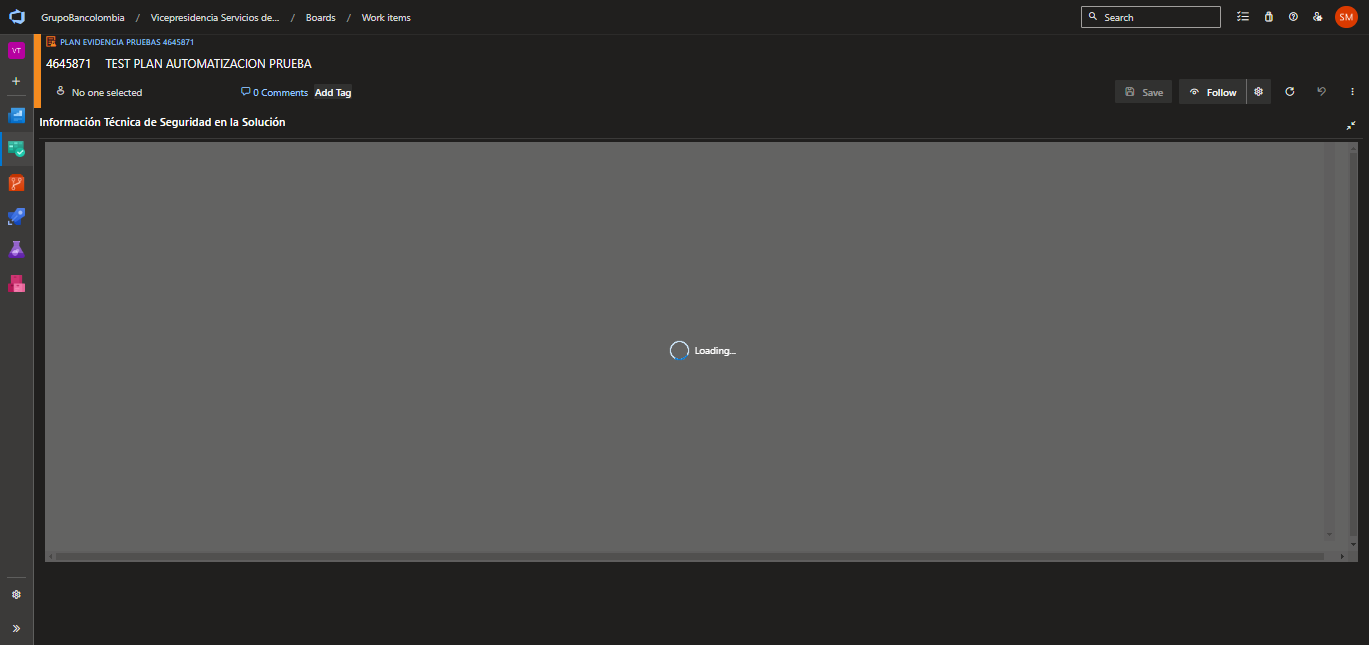 GrupoBancolombia / Vicepresidencia Servicios de... / Boards / Work items
Search
SM
VT
PLAN EVIDENCIA PRUEBAS 4645871
4645871 TEST PLAN AUTOMATIZACION PRUEBA
No one selected
0 Comments
Add Tag
Save
Follow
Información Técnica de Seguridad en la Solución
Loading...